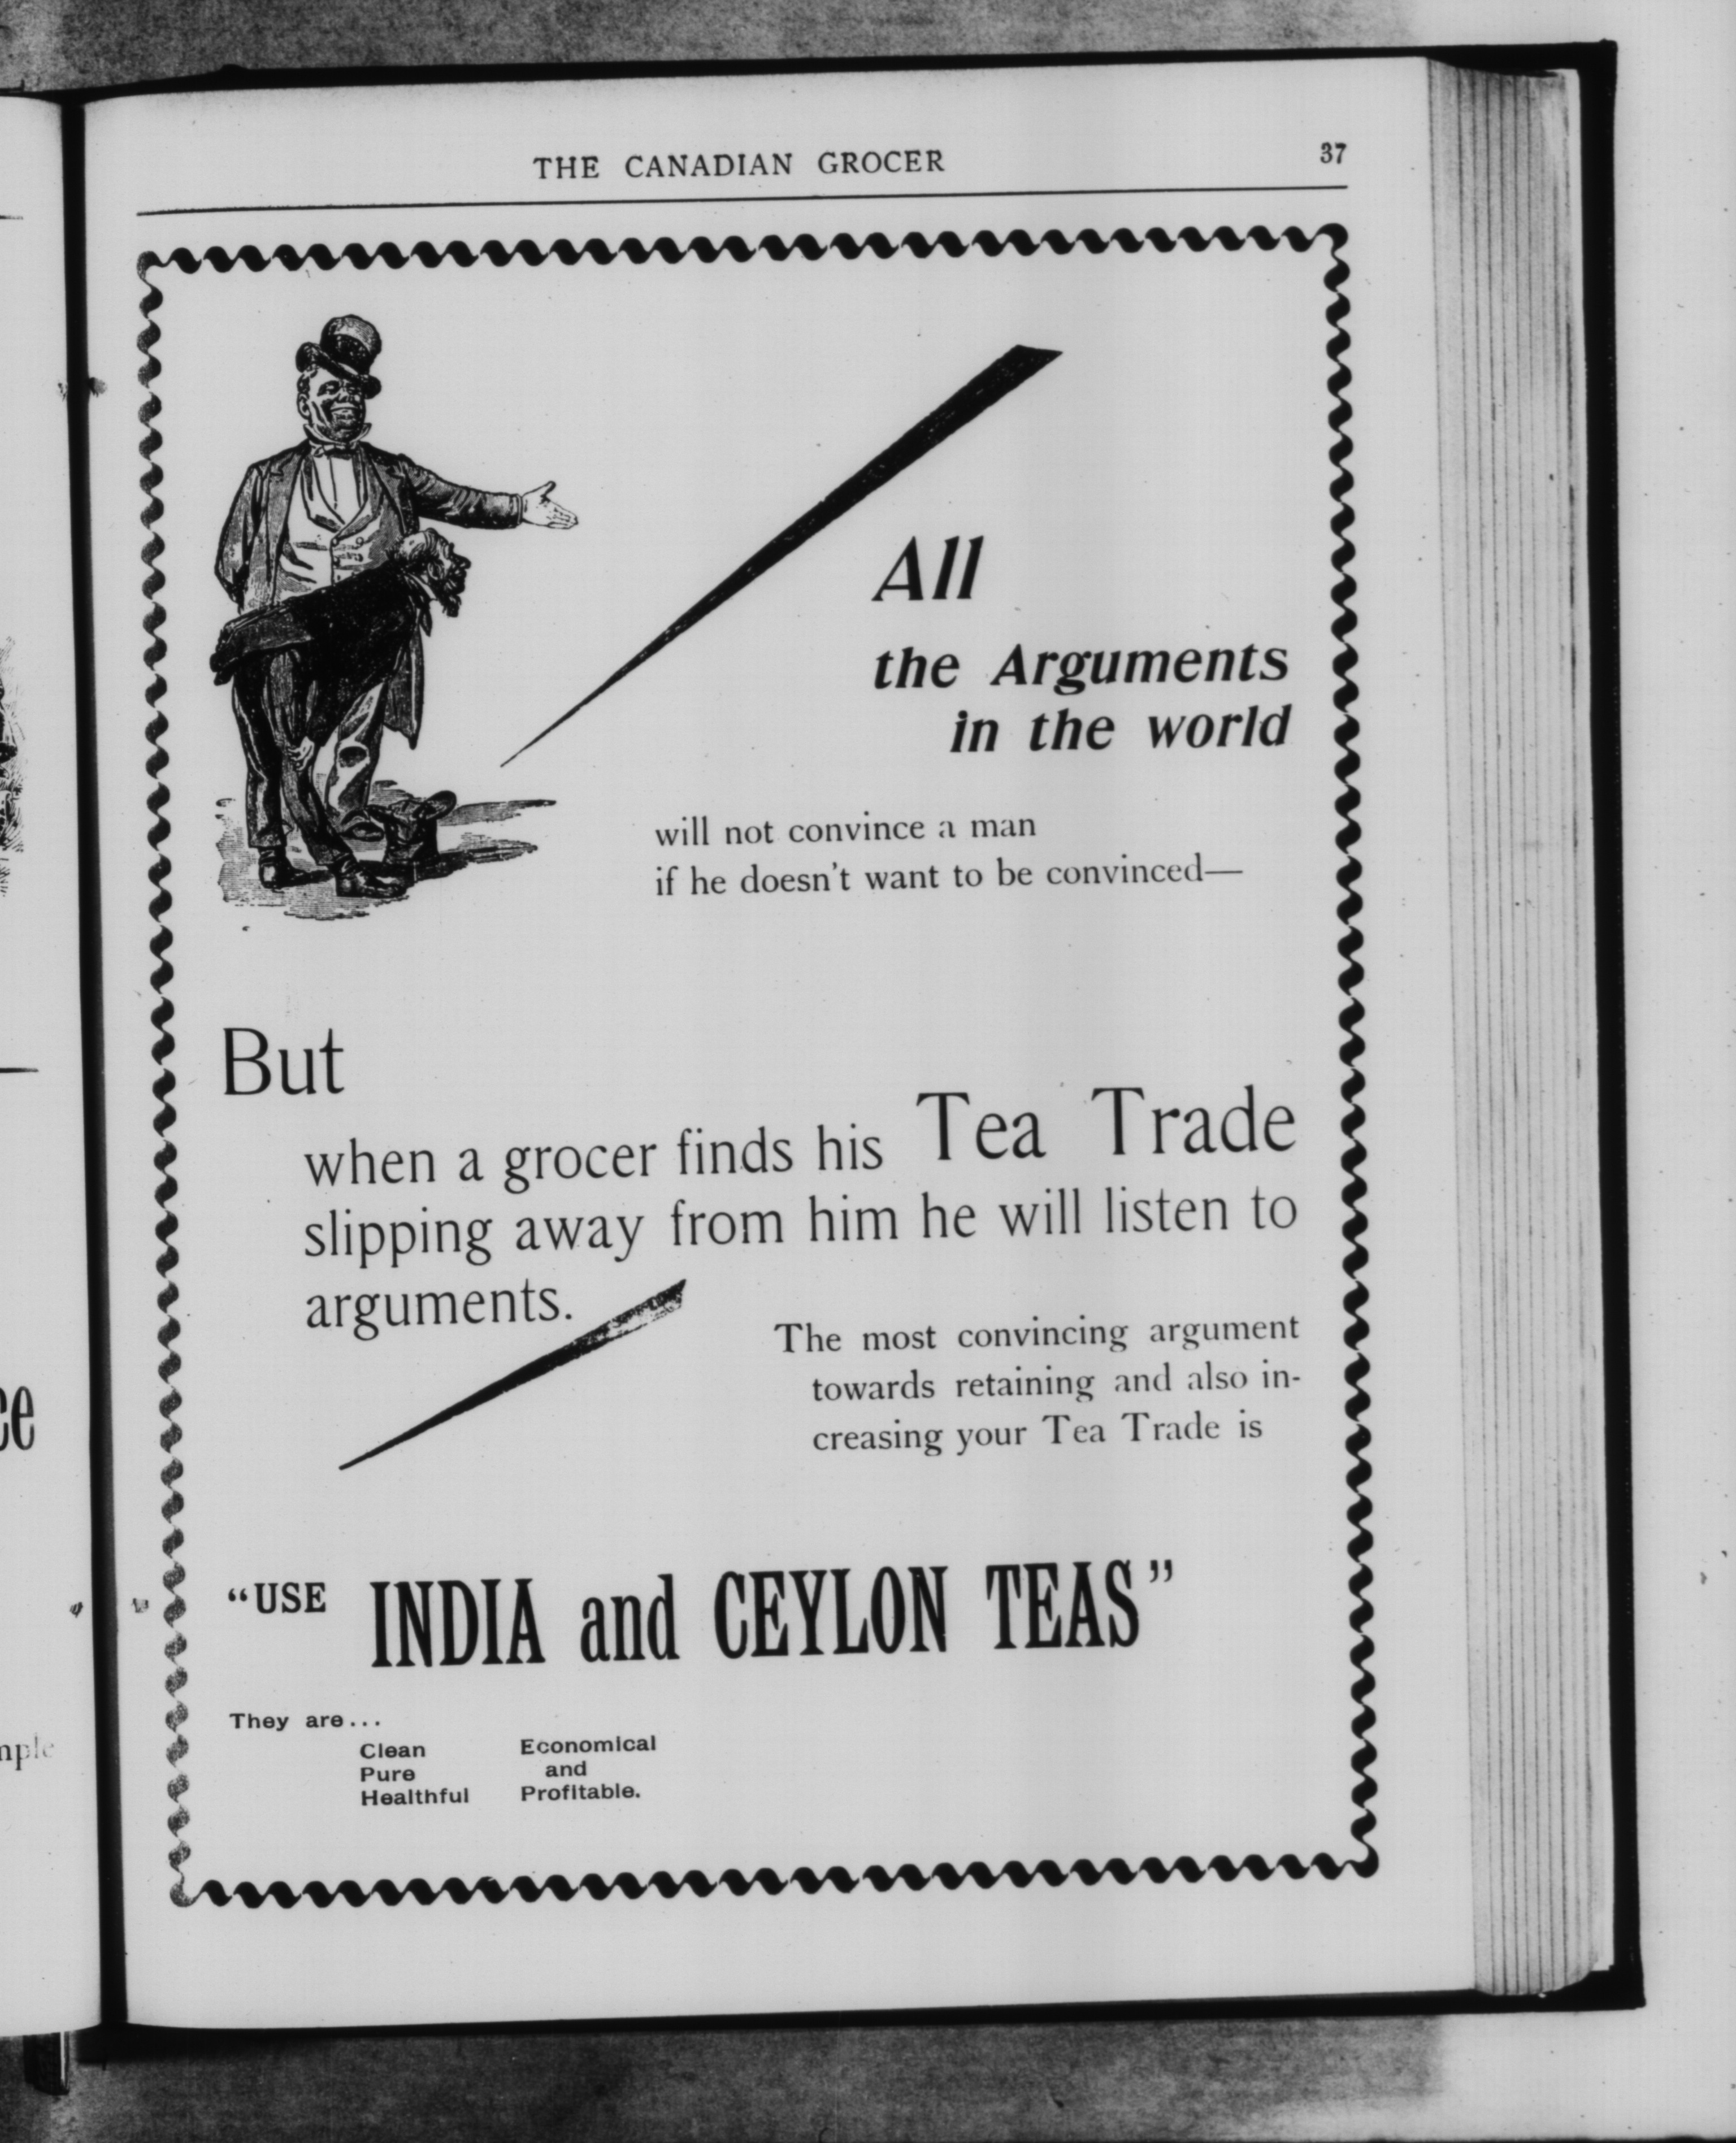 THE CANADIAN GROCER
37
All
the Arguments
in the world
will not convince a man
if he doesn't want to be convinced—
But
when a grocer finds his Tea Trade
slipping away from him he will listen to
arguments.
The most convincing argument
towards retaining and also in-
creasing your Tea Trade is
"USE INDIA and CEYLON TEAS"
They are...
Clean
Pure
Healthful
Economical
and
Profitable.